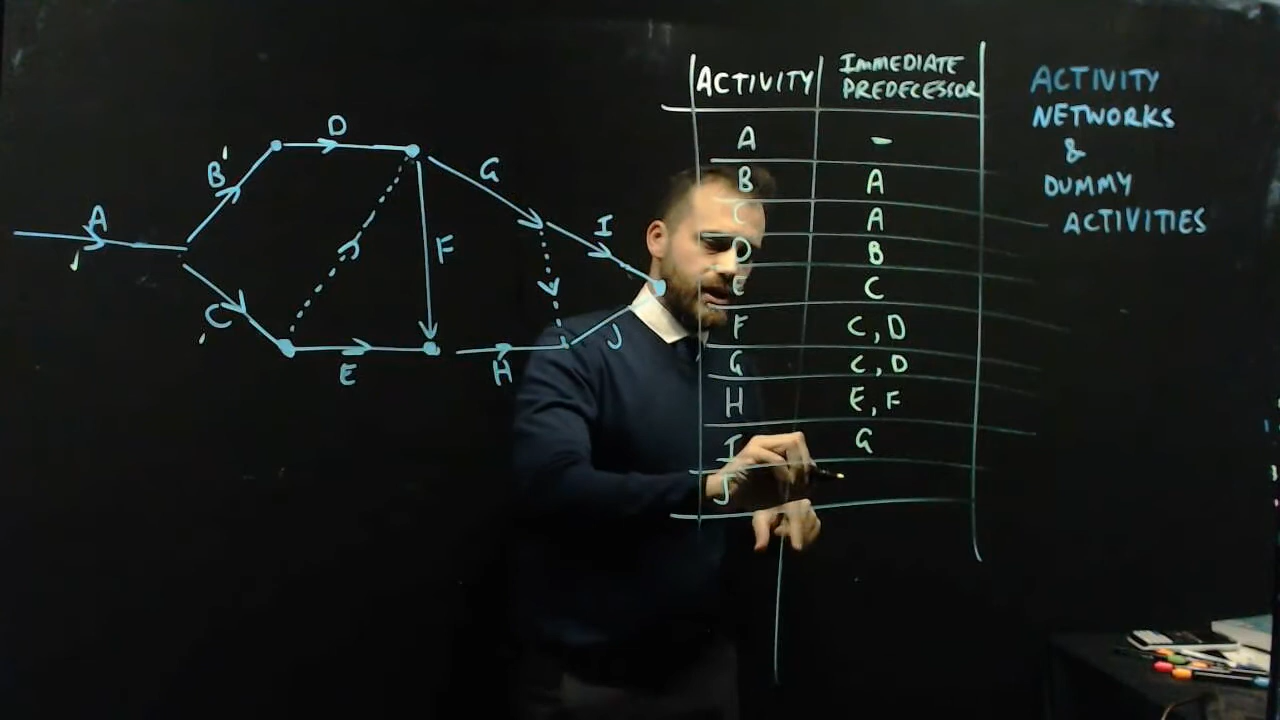 A
B
D
C
E
F
G
H
I
J
ACTIVITY IMMEDIATE
PREDECESSOR
A -
B A
C A
D B
E C
F C, D
G C, D
H E, F
I G
J
ACTIVITY
NETWORKS
&
DUMMY
ACTIVITIES